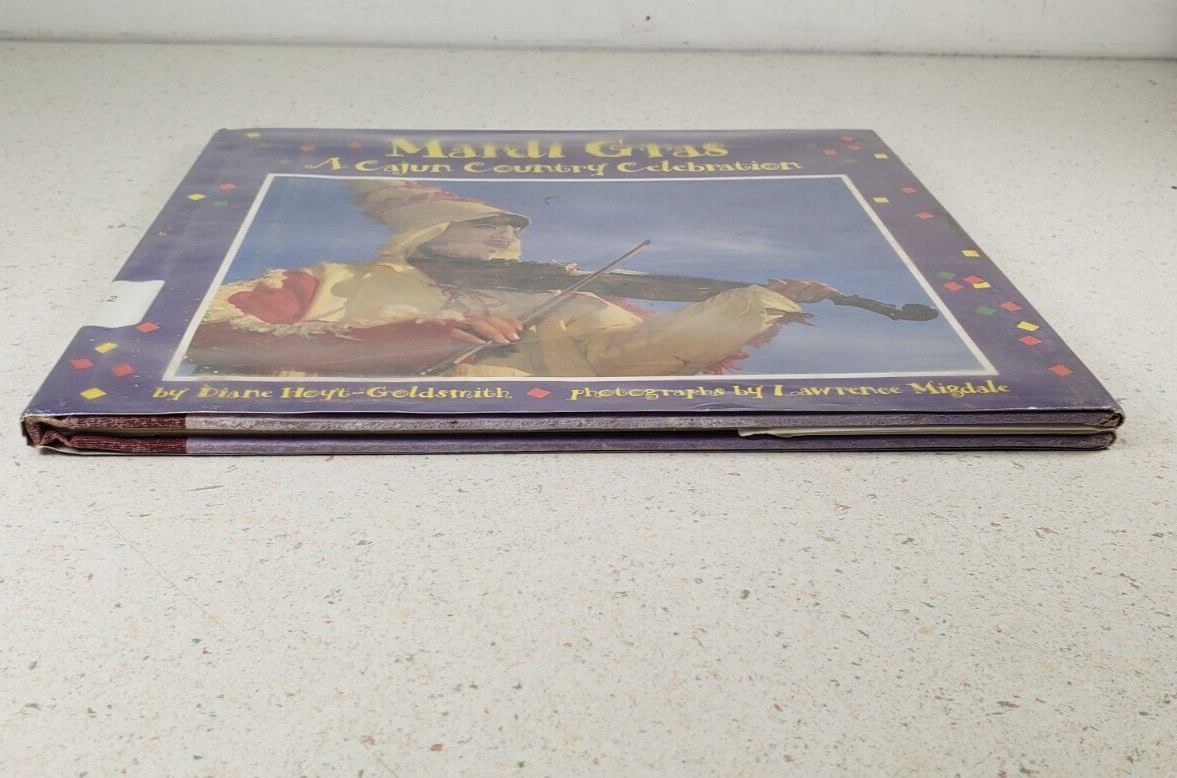 Mardi Gras
A Cajun Country Celebration
by Diane Hoyt-Goldsmith photographs by Lawrence Migdale